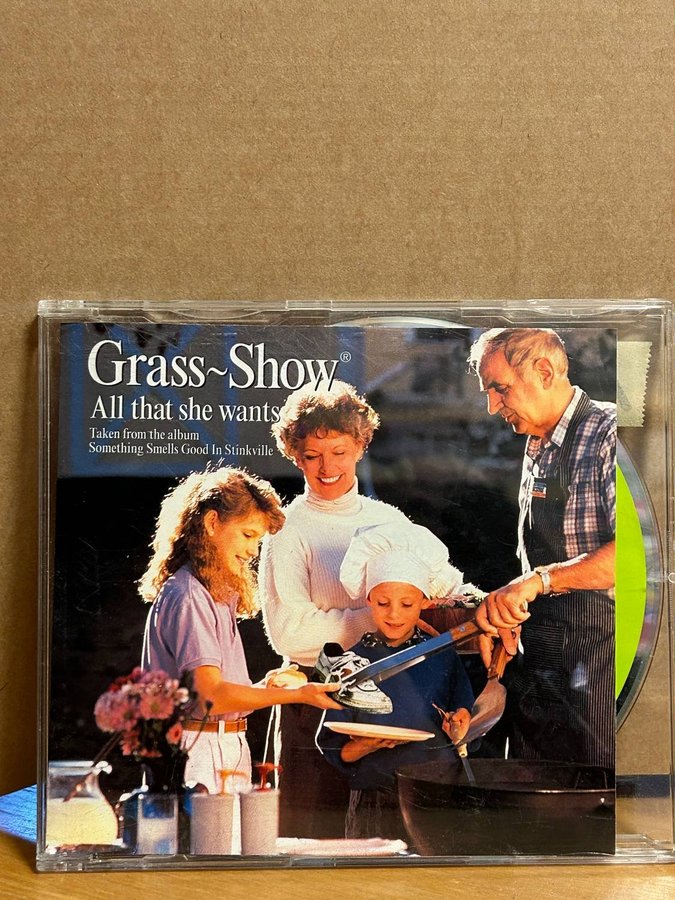 Grass~Show®
All that she wants
Taken from the album
Something Smells Good In Stinkville